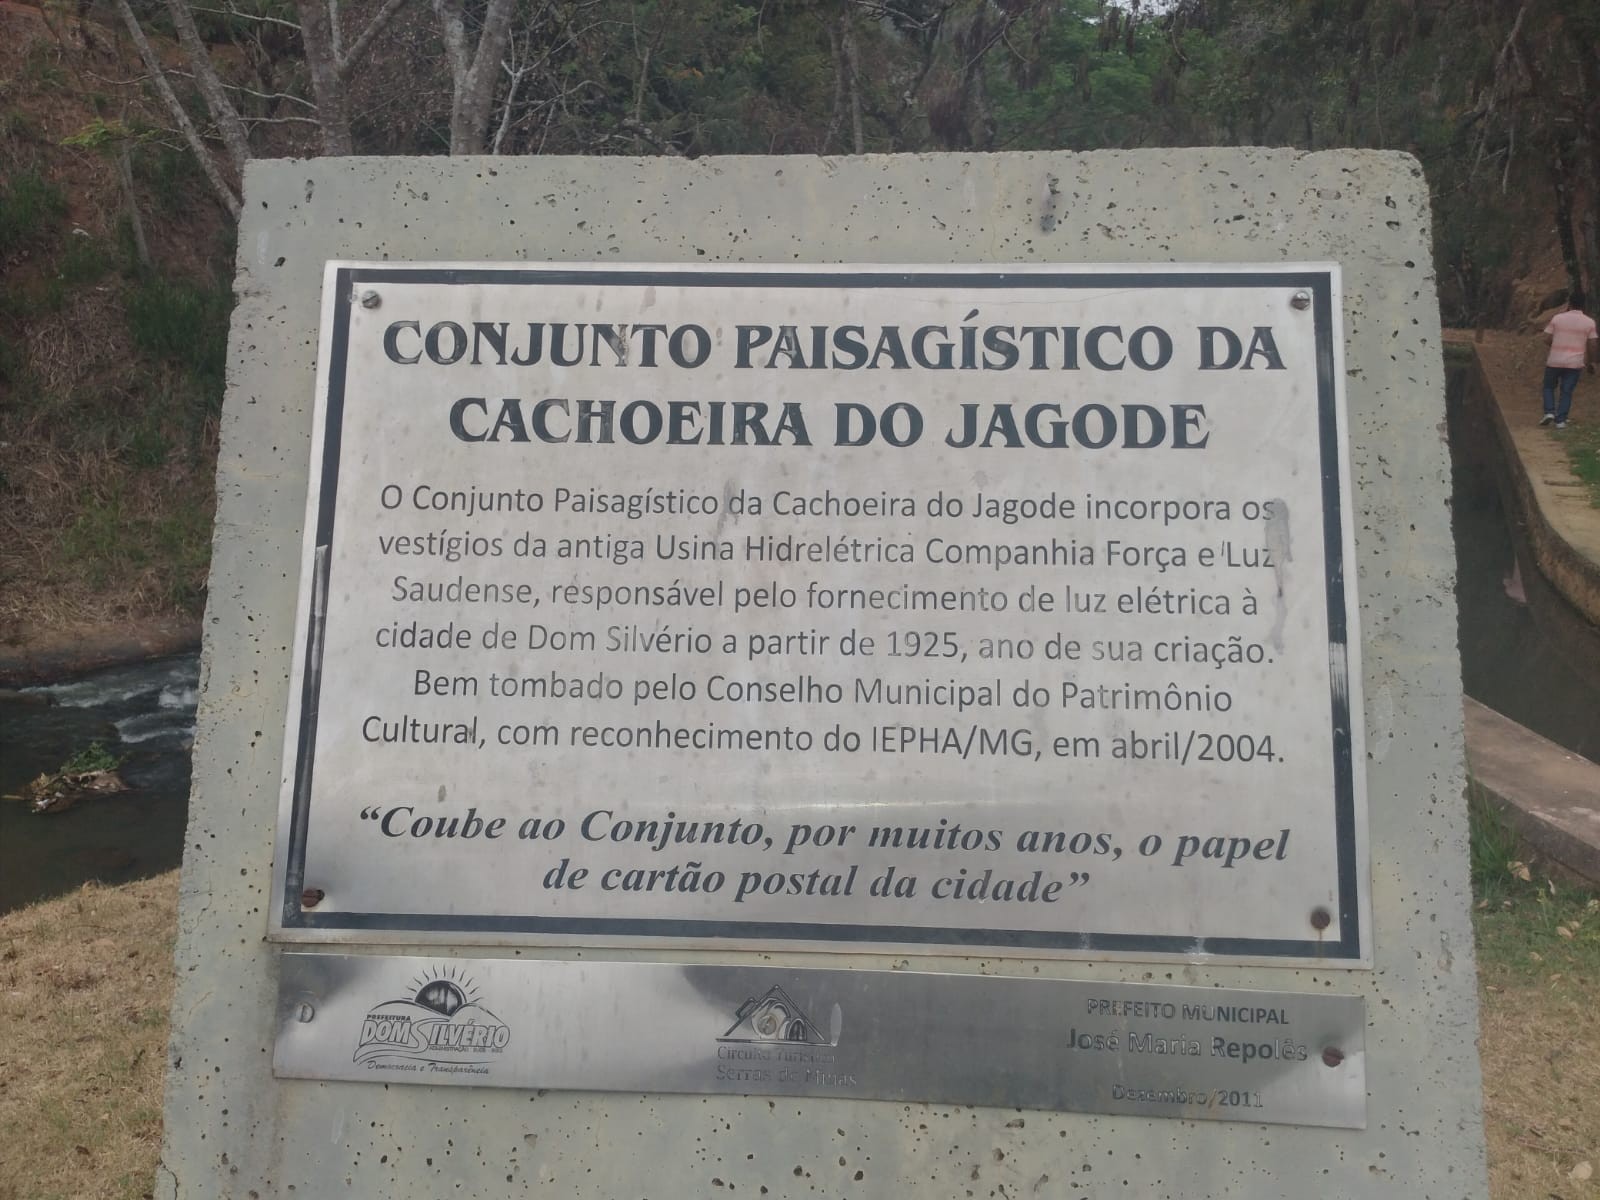 CONJUNTO PAISAGÍSTICO DA
CACHOEIRA DO JAGODE
O Conjunto Paisagístico da Cachoeira do Jagode incorpora os
vestígios da antiga Usina Hidrelétrica Companhia Força e Luz
Saudense, responsável pelo fornecimento de luz elétrica à
cidade de Dom Silvério a partir de 1925, ano de sua criação.
Bem tombado pelo Conselho Municipal do Patrimônio
Cultural, com reconhecimento do IEPHA/MG, em abril/2004.
“Coube ao Conjunto, por muitos anos, o papel
de cartão postal da cidade”
PREFEITURA
DOM SILVÉRIO
Democracia e Transparência
Circuito Turístico
Serras de Minas
PREFEITO MUNICIPAL
José Maria Repolês
Dezembro/2011